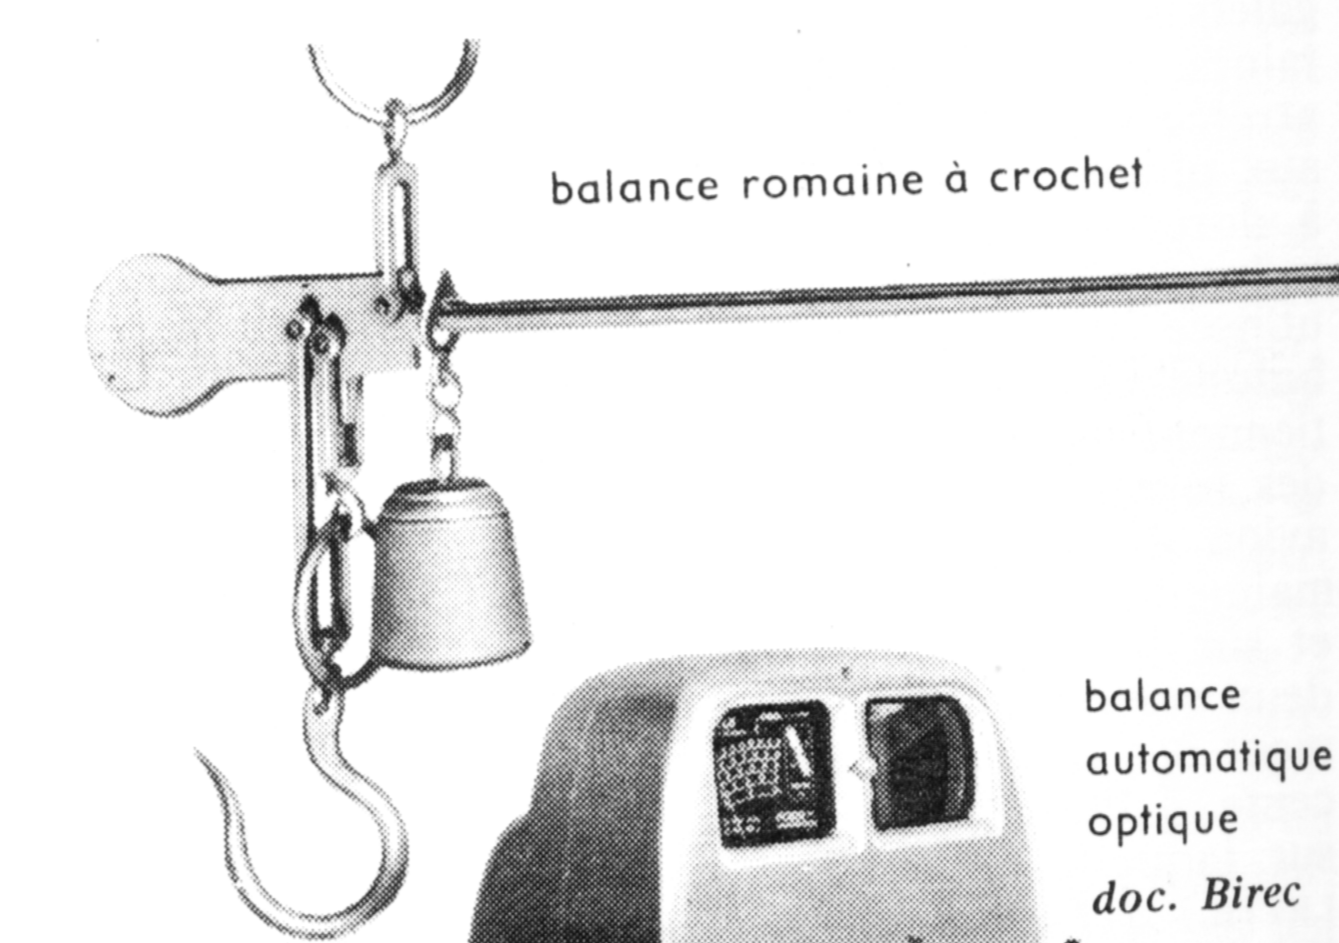 balance romaine à crochet
balance
automatique
optique
doc. Birec